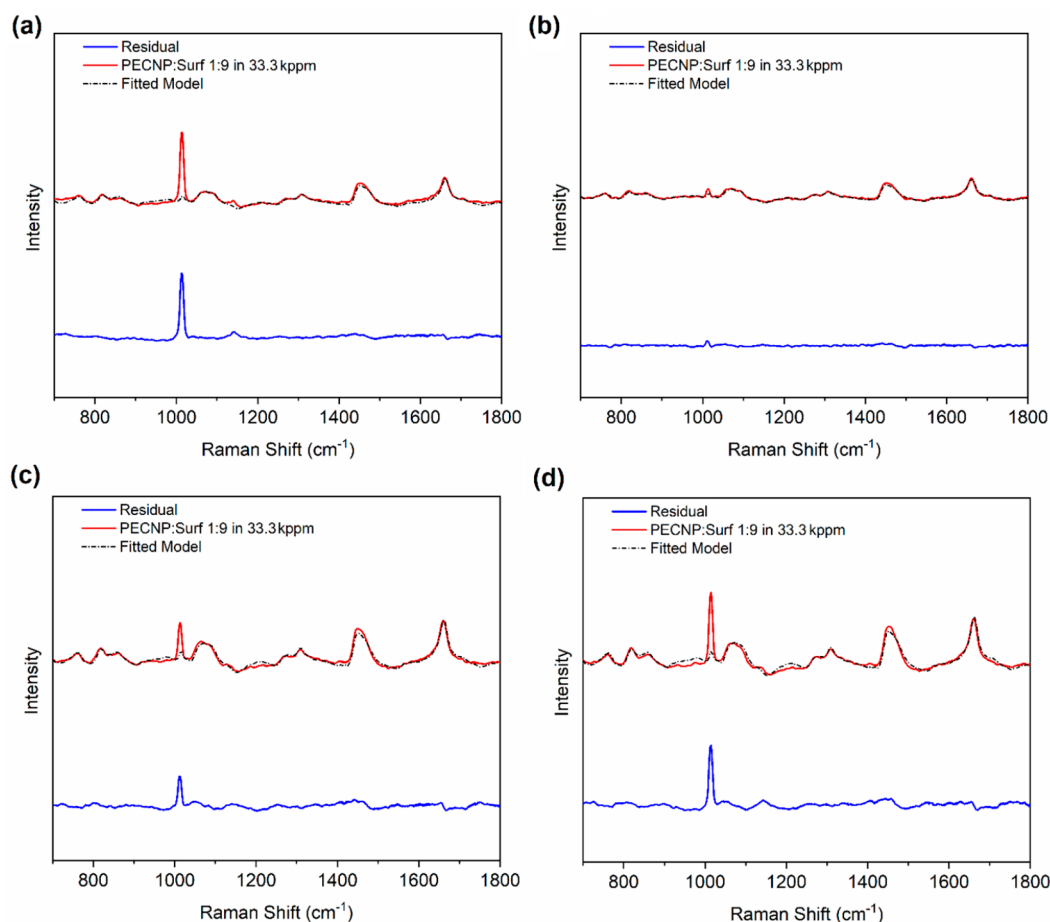 (a)
Residual
PECNP:Surf 1:9 in 33.3 kppm
Fitted Model
Intensity
800 1000 1200 1400 1600 1800
Raman Shift (cm⁻¹)
(b)
Residual
PECNP:Surf 1:9 in 33.3 kppm
Fitted Model
Intensity
800 1000 1200 1400 1600 1800
Raman Shift (cm⁻¹)
(c)
Residual
PECNP:Surf 1:9 in 33.3 kppm
Fitted Model
Intensity
800 1000 1200 1400 1600 1800
Raman Shift (cm⁻¹)
(d)
Residual
PECNP:Surf 1:9 in 33.3 kppm
Fitted Model
Intensity
800 1000 1200 1400 1600 1800
Raman Shift (cm⁻¹)